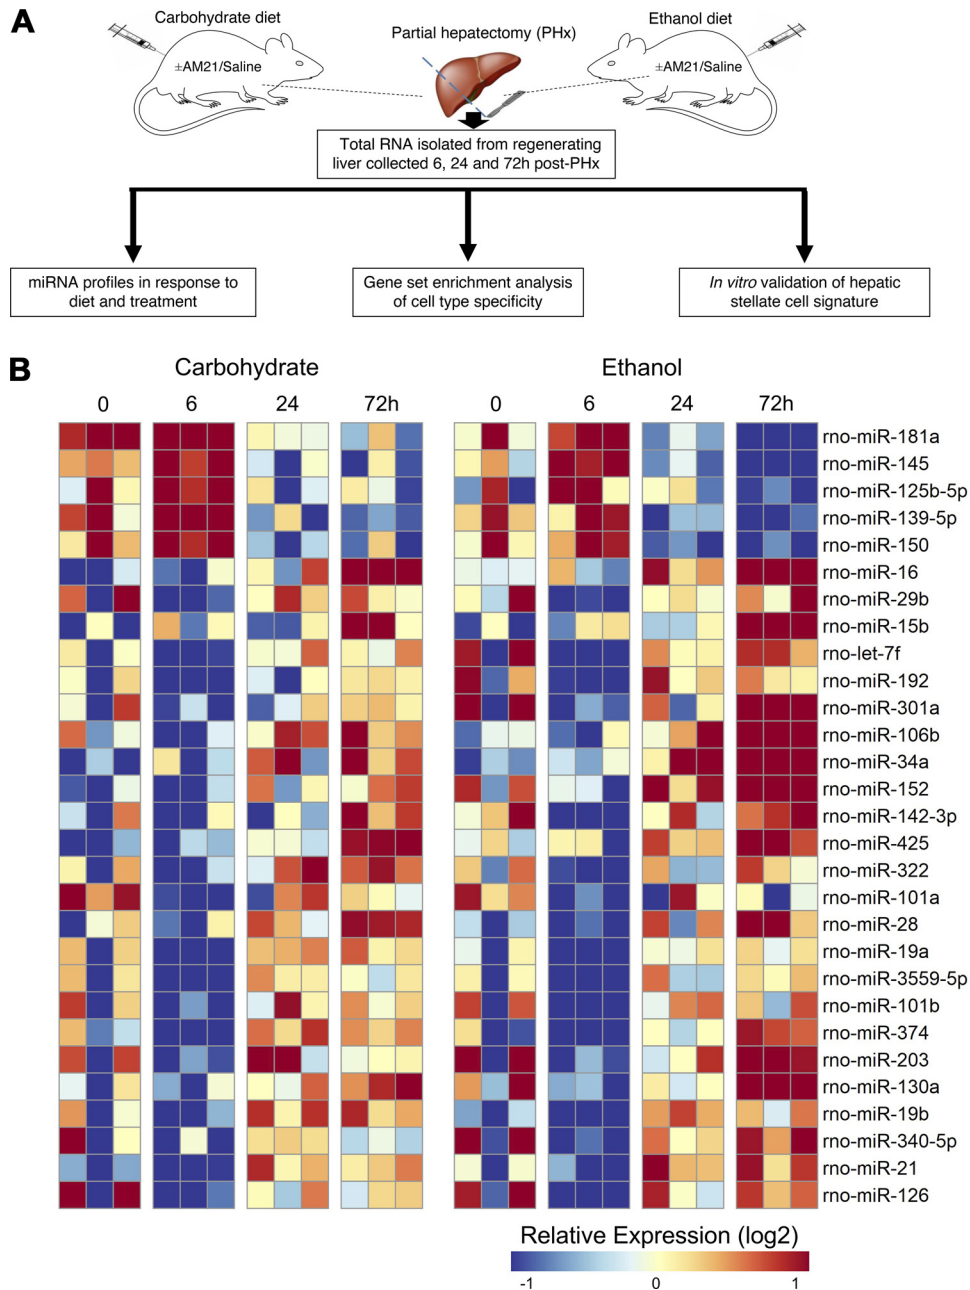 A
Carbohydrate diet
Partial hepatectomy (PHx)
Ethanol diet
±AM21/Saline
±AM21/Saline
Total RNA isolated from regenerating
liver collected 6, 24 and 72h post-PHx
miRNA profiles in response to
diet and treatment
Gene set enrichment analysis
of cell type specificity
In vitro validation of hepatic
stellate cell signature
B
Carbohydrate
Ethanol
0 6 24 72h
0 6 24 72h
rno-miR-181a
rno-miR-145
rno-miR-125b-5p
rno-miR-139-5p
rno-miR-150
rno-miR-16
rno-miR-29b
rno-miR-15b
rno-let-7f
rno-miR-192
rno-miR-301a
rno-miR-106b
rno-miR-34a
rno-miR-152
rno-miR-142-3p
rno-miR-425
rno-miR-322
rno-miR-101a
rno-miR-28
rno-miR-19a
rno-miR-3559-5p
rno-miR-101b
rno-miR-374
rno-miR-203
rno-miR-130a
rno-miR-19b
rno-miR-340-5p
rno-miR-21
rno-miR-126
Relative Expression (log2)
-1 0 1